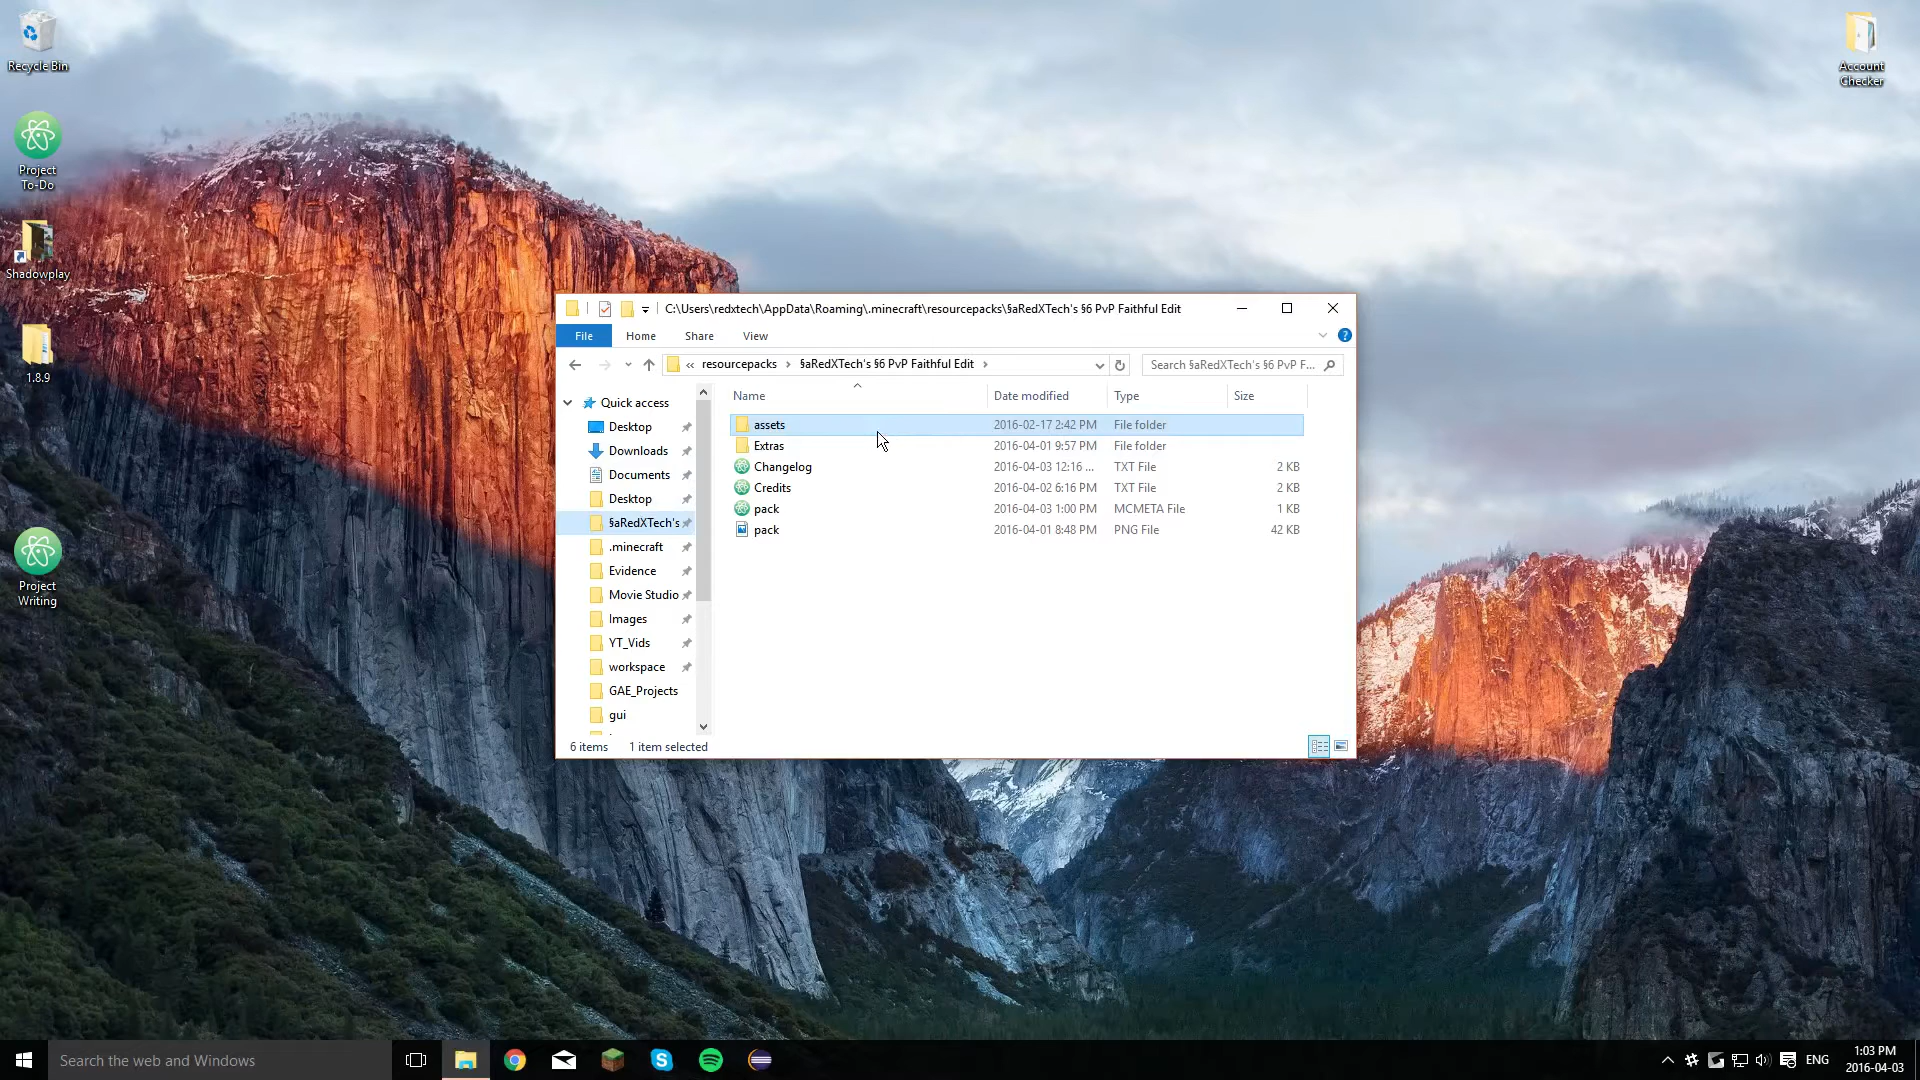 Recycle Bin
Account
Checker
Project
To-Do
Shadowplay
1.8.9
Project
Writing
C:\Users\redxtech\AppData\Roaming\.minecraft\resourcepacks\§aRedXTech's §6 PvP Faithful Edit
File Home Share View
« resourcepacks §aRedXTech's §6 PvP Faithful Edit
Search §aRedXTech's §6 PvP F...
Quick access
Desktop
Downloads
Documents
Desktop
§aRedXTech's
.minecraft
Evidence
Movie Studio
Images
YT_Vids
workspace
GAE_Projects
gui
Name Date modified Type Size
assets 2016-02-17 2:42 PM File folder
Extras 2016-04-01 9:57 PM File folder
Changelog 2016-04-03 12:16 ... TXT File 2 KB
Credits 2016-04-02 6:16 PM TXT File 2 KB
pack 2016-04-03 1:00 PM MCMETA File 1 KB
pack 2016-04-01 8:48 PM PNG File 42 KB
6 items 1 item selected
Search the web and Windows
ENG
1:03 PM
2016-04-03